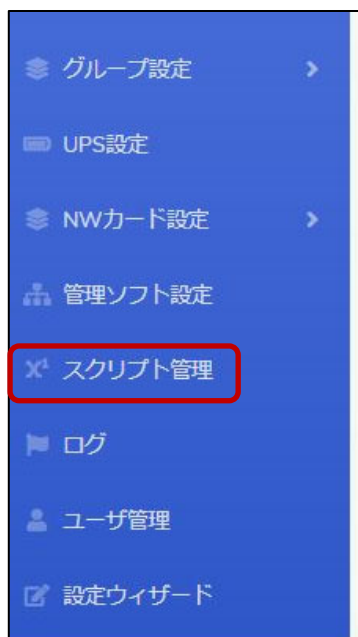 グループ設定
UPS設定
NWカード設定
管理ソフト設定
スクリプト管理
ログ
ユーザ管理
設定ウィザード